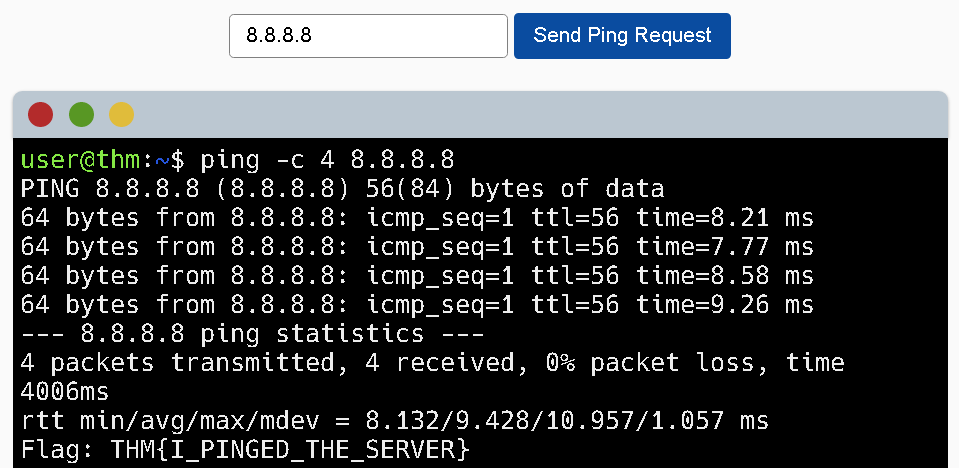 8.8.8.8
Send Ping Request
user@thm:~$ ping -c 4 8.8.8.8
PING 8.8.8.8 (8.8.8.8) 56(84) bytes of data
64 bytes from 8.8.8.8: icmp_seq=1 ttl=56 time=8.21 ms
64 bytes from 8.8.8.8: icmp_seq=1 ttl=56 time=7.77 ms
64 bytes from 8.8.8.8: icmp_seq=1 ttl=56 time=8.58 ms
64 bytes from 8.8.8.8: icmp_seq=1 ttl=56 time=9.26 ms
--- 8.8.8.8 ping statistics ---
4 packets transmitted, 4 received, 0% packet loss, time
4006ms
rtt min/avg/max/mdev = 8.132/9.428/10.957/1.057 ms
Flag: THM{I_PINGED_THE_SERVER}